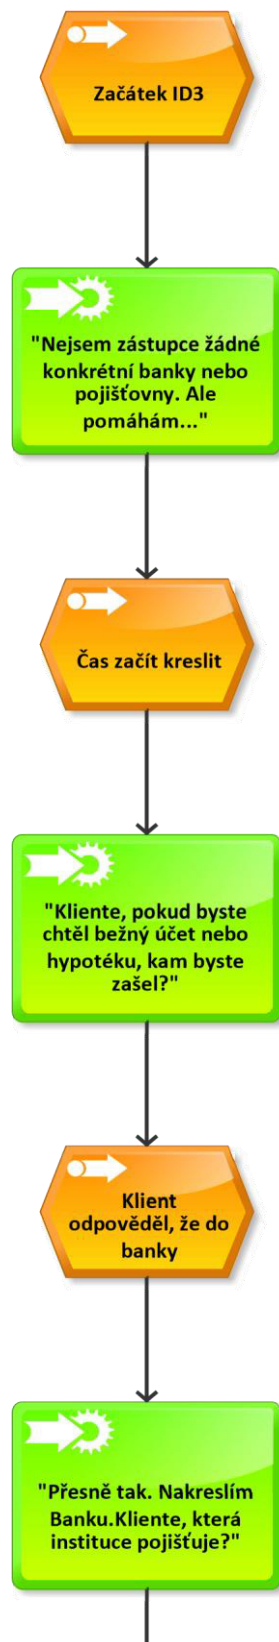 Začátek ID3
"Nejsem zástupce žádné
konkrétní banky nebo
pojišťovny. Ale
pomáhám..."
Čas začít kreslit
"Kliente, pokud byste
chtěl bežný účet nebo
hypotéku, kam byste
zašel?"
Klient
odpověděl, že do
banky
"Přesně tak. Nakreslím
Banku.Kliente, která
instituce pojišťuje?"